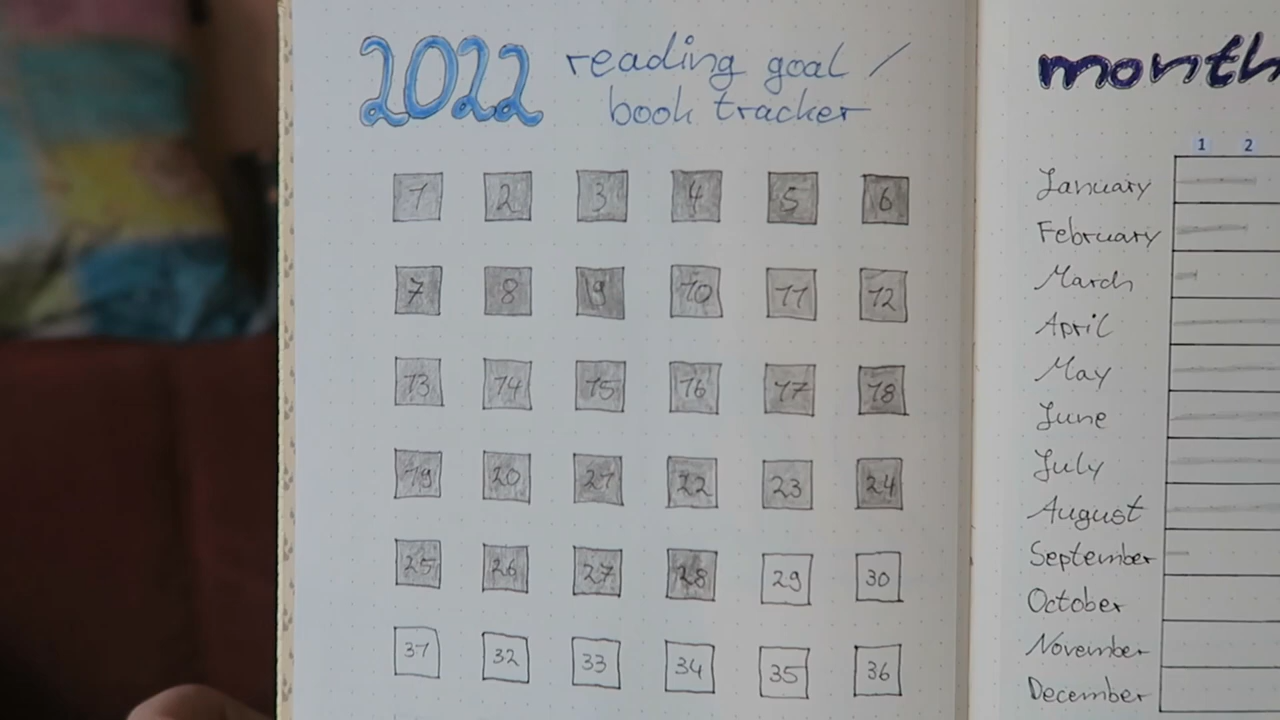 2022 reading goal /
book tracker
1 2 3 4 5 6
7 8 9 10 11 12
13 14 15 16 17 18
19 20 21 22 23 24
25 26 27 28 29 30
31 32 33 34 35 36
month
1 2
January
February
March
April
May
June
July
August
September
October
November
December